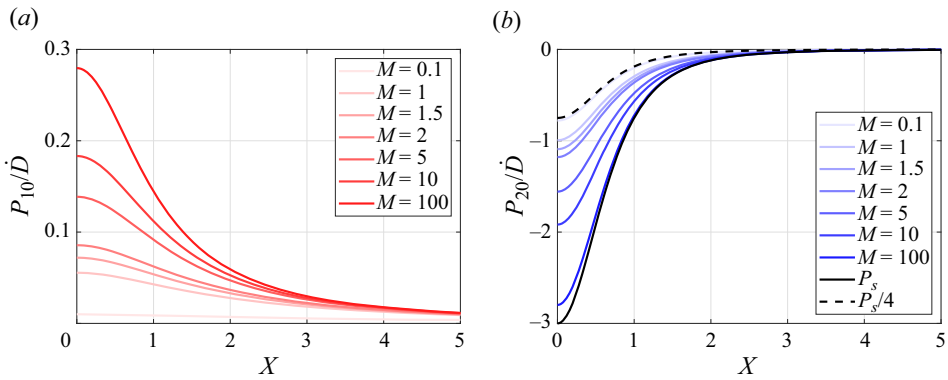 (a)
0.3
0.2
0.1
0
1
2
3
4
5
X
P₁₀/Ḋ
M = 0.1
M = 1
M = 1.5
M = 2
M = 5
M = 10
M = 100
(b)
0
−1
−2
−3
0
1
2
3
4
5
X
P₂₀/Ḋ
M = 0.1
M = 1
M = 1.5
M = 2
M = 5
M = 10
M = 100
Pₛ
Pₛ/4